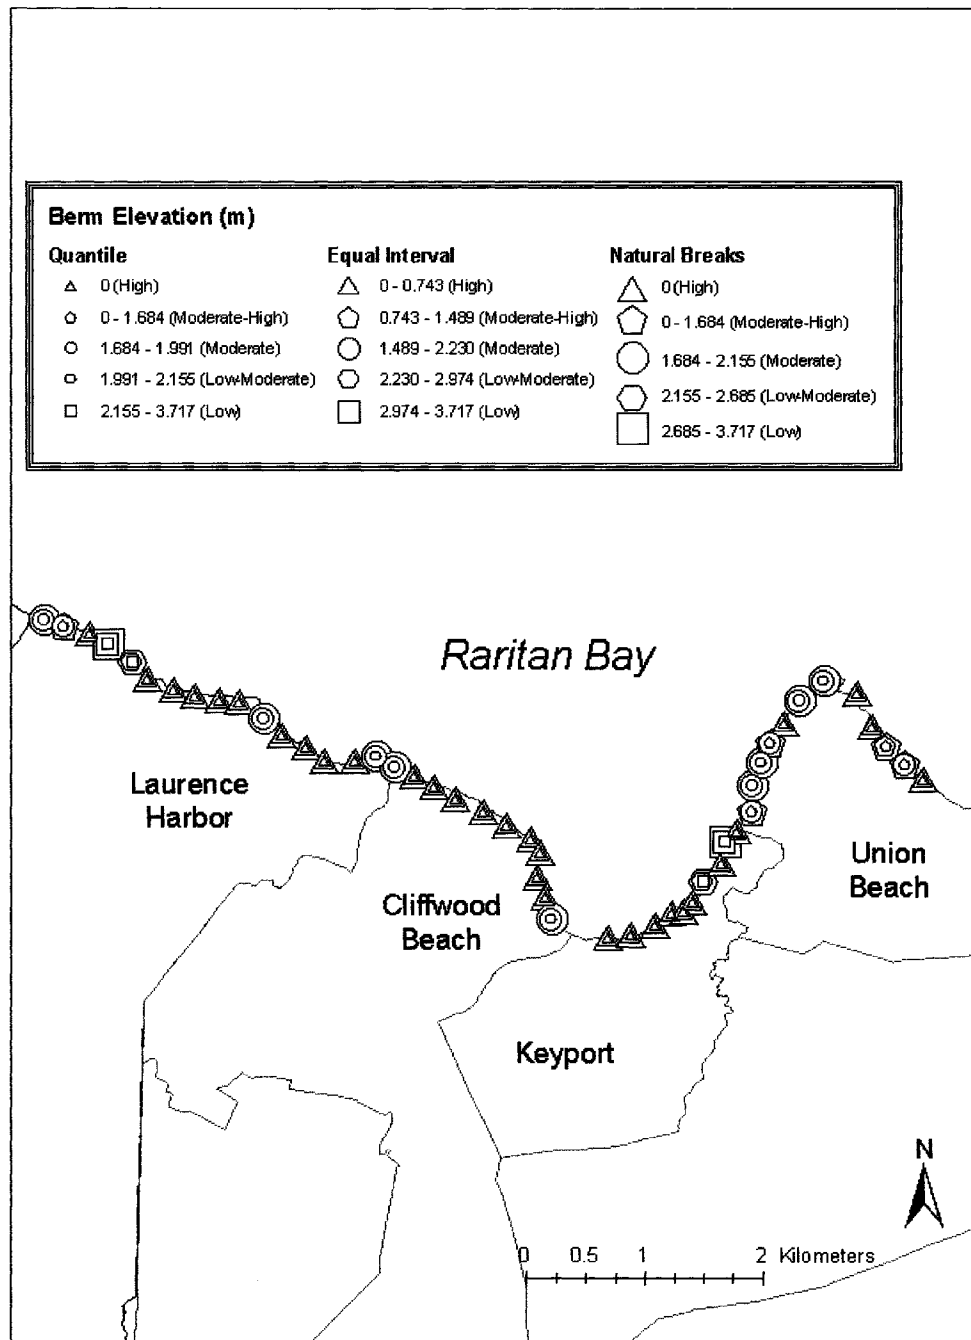 Berm Elevation (m)
Quantile
0 (High)
0 - 1.684 (Moderate-High)
1.684 - 1.991 (Moderate)
1.991 - 2.155 (Low-Moderate)
2.155 - 3.717 (Low)
Equal Interval
0 - 0.743 (High)
0.743 - 1.489 (Moderate-High)
1.489 - 2.230 (Moderate)
2.230 - 2.974 (Low-Moderate)
2.974 - 3.717 (Low)
Natural Breaks
0 (High)
0 - 1.684 (Moderate-High)
1.684 - 2.155 (Moderate)
2.155 - 2.685 (Low-Moderate)
2.685 - 3.717 (Low)
Raritan Bay
Laurence
Harbor
Cliffwood
Beach
Union
Beach
Keyport
N
0 0.5 1 2 Kilometers